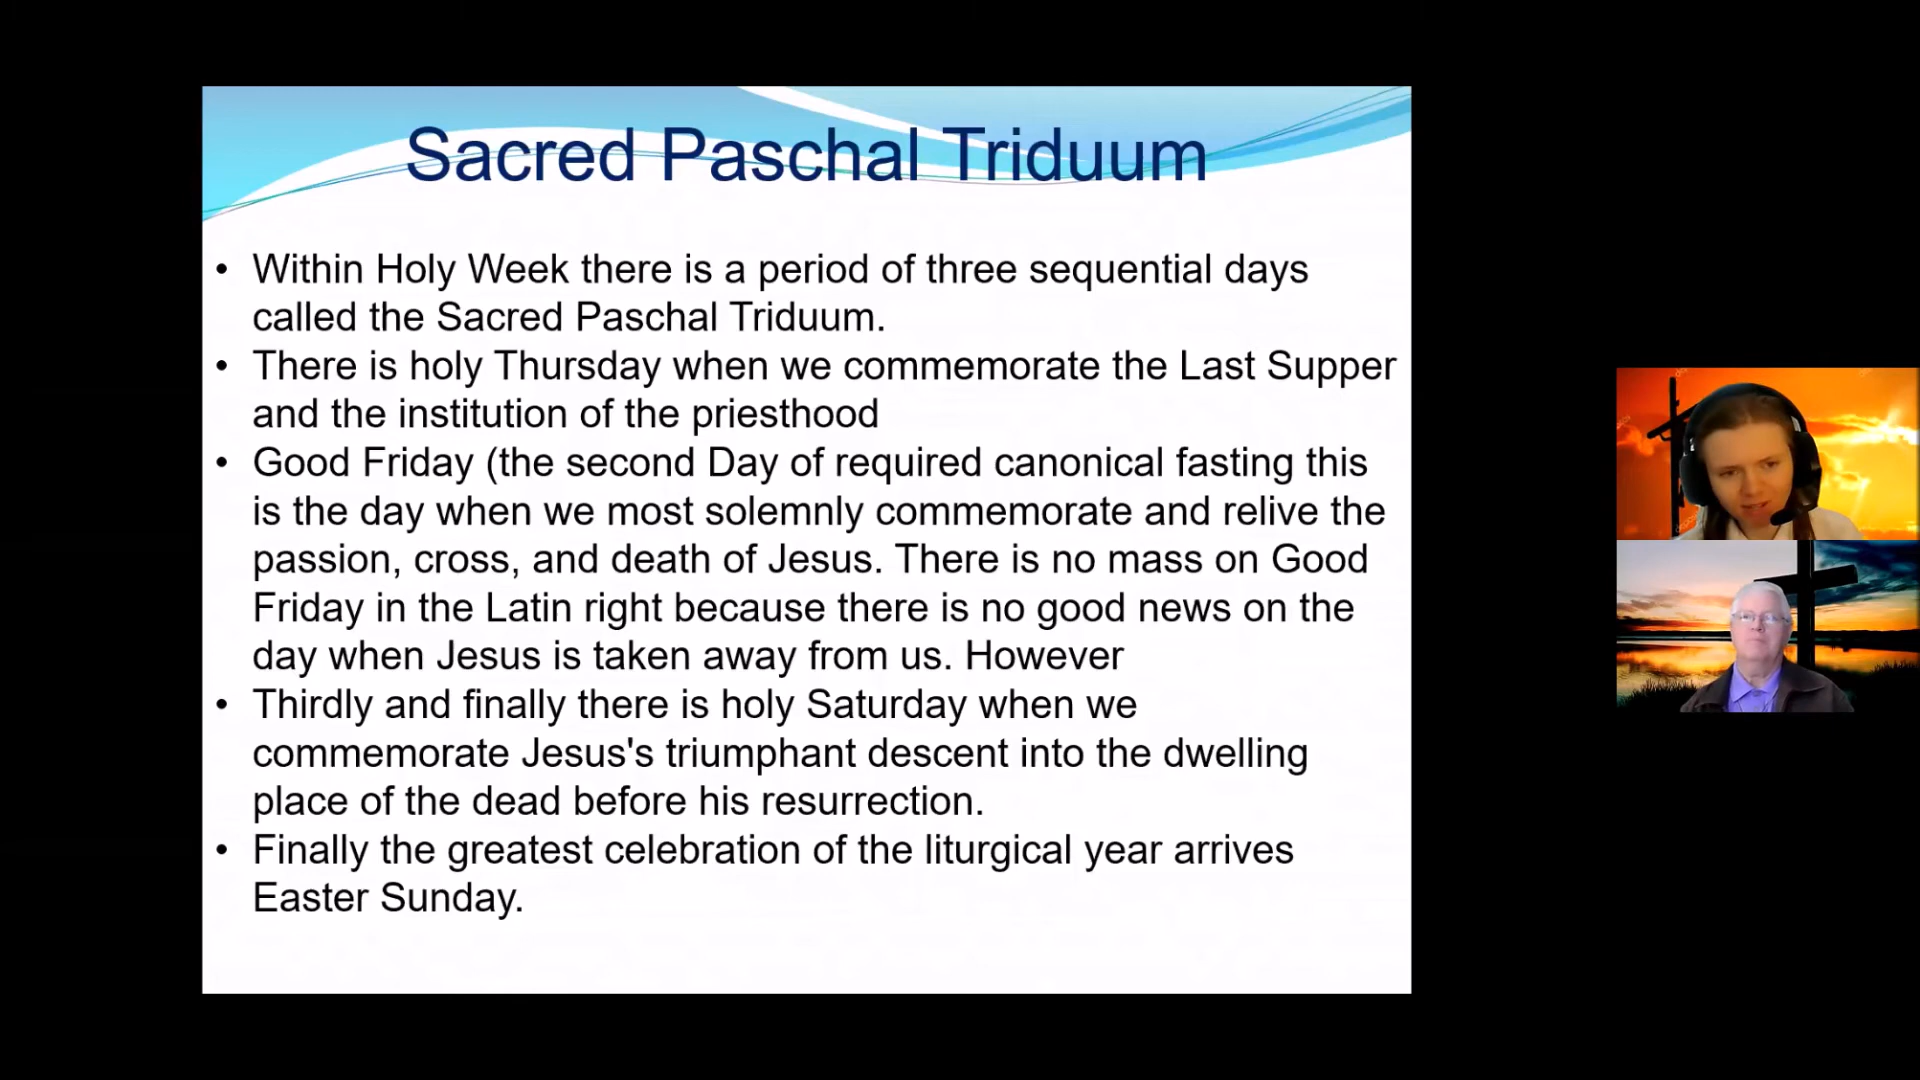 Sacred Paschal Triduum
• Within Holy Week there is a period of three sequential days
called the Sacred Paschal Triduum.
• There is holy Thursday when we commemorate the Last Supper
and the institution of the priesthood
• Good Friday (the second Day of required canonical fasting this
is the day when we most solemnly commemorate and relive the
passion, cross, and death of Jesus. There is no mass on Good
Friday in the Latin right because there is no good news on the
day when Jesus is taken away from us. However
• Thirdly and finally there is holy Saturday when we
commemorate Jesus's triumphant descent into the dwelling
place of the dead before his resurrection.
• Finally the greatest celebration of the liturgical year arrives
Easter Sunday.